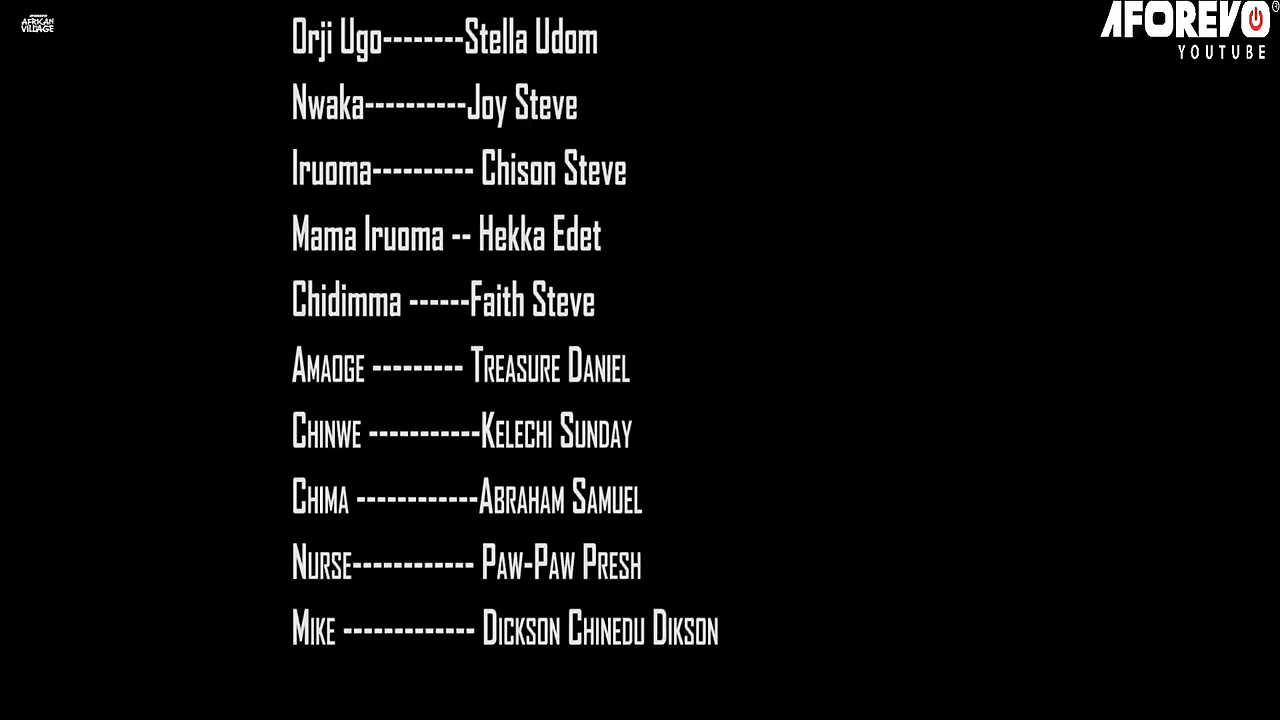 AFRICAN
VILLAGE
AFOREVO
YOUTUBE
Orji Ugo--------Stella Udom
Nwaka----------Joy Steve
Iruoma---------- Chison Steve
Mama Iruoma -- Hekka Edet
Chidimma ------Faith Steve
AMAOGE --------- TREASURE DANIEL
CHINWE -----------KELECHI SUNDAY
CHIMA ------------ABRAHAM SAMUEL
NURSE------------ PAW-PAW PRESH
MIKE ------------- DICKSON CHINEDU DIKSON